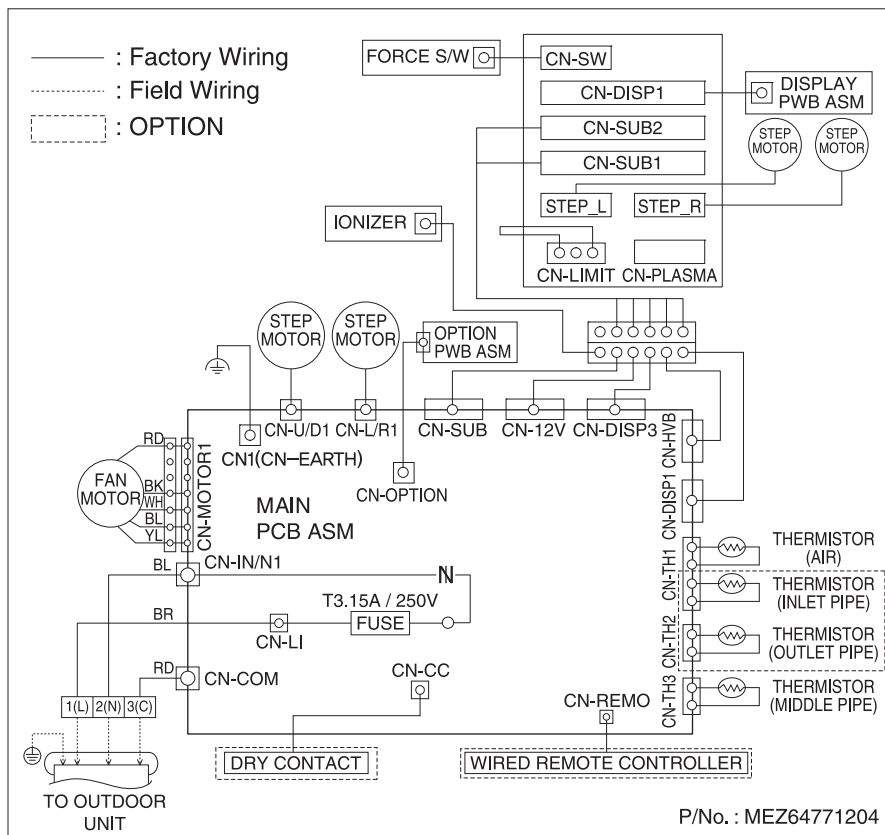 : Factory Wiring
: Field Wiring
: OPTION
FORCE S/W
CN-SW
CN-DISP1
DISPLAY
PWB ASM
CN-SUB2
CN-SUB1
STEP
MOTOR
STEP
MOTOR
STEP_L
STEP_R
IONIZER
CN-LIMIT
CN-PLASMA
STEP
MOTOR
STEP
MOTOR
OPTION
PWB ASM
CN-U/D1
CN-L/R1
CN-SUB
CN-12V
CN-DISP3
CN-HVB
CN1(CN-EARTH)
CN-OPTION
FAN
MOTOR
RD
BK
WH
BL
YL
CN-MOTOR1
MAIN
PCB ASM
CN-DISP1
CN-TH1
THERMISTOR
(AIR)
THERMISTOR
(INLET PIPE)
BL
CN-IN/N1
N
T3.15A / 250V
FUSE
BR
CN-LI
CN-TH2
THERMISTOR
(OUTLET PIPE)
RD
CN-COM
CN-CC
CN-REMO
CN-TH3
THERMISTOR
(MIDDLE PIPE)
1(L) 2(N) 3(C)
DRY CONTACT
WIRED REMOTE CONTROLLER
TO OUTDOOR
UNIT
P/No. : MEZ64771204